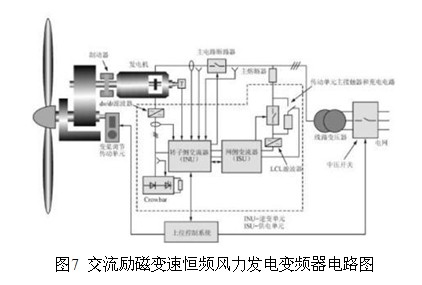 制动器
发电机
主电路断路器
主断路器
传动单元主接触器和充电电路
du/dt滤波器
变桨调节
传动单元
转子侧变流器
(INU)
网侧变流器
(ISU)
LCL滤波器
线路变压器
电网
中压开关
Crowbar
INU=逆变单元
ISU=供电单元
上位控制系统
图7 交流励磁变速恒频风力发电变频器电路图